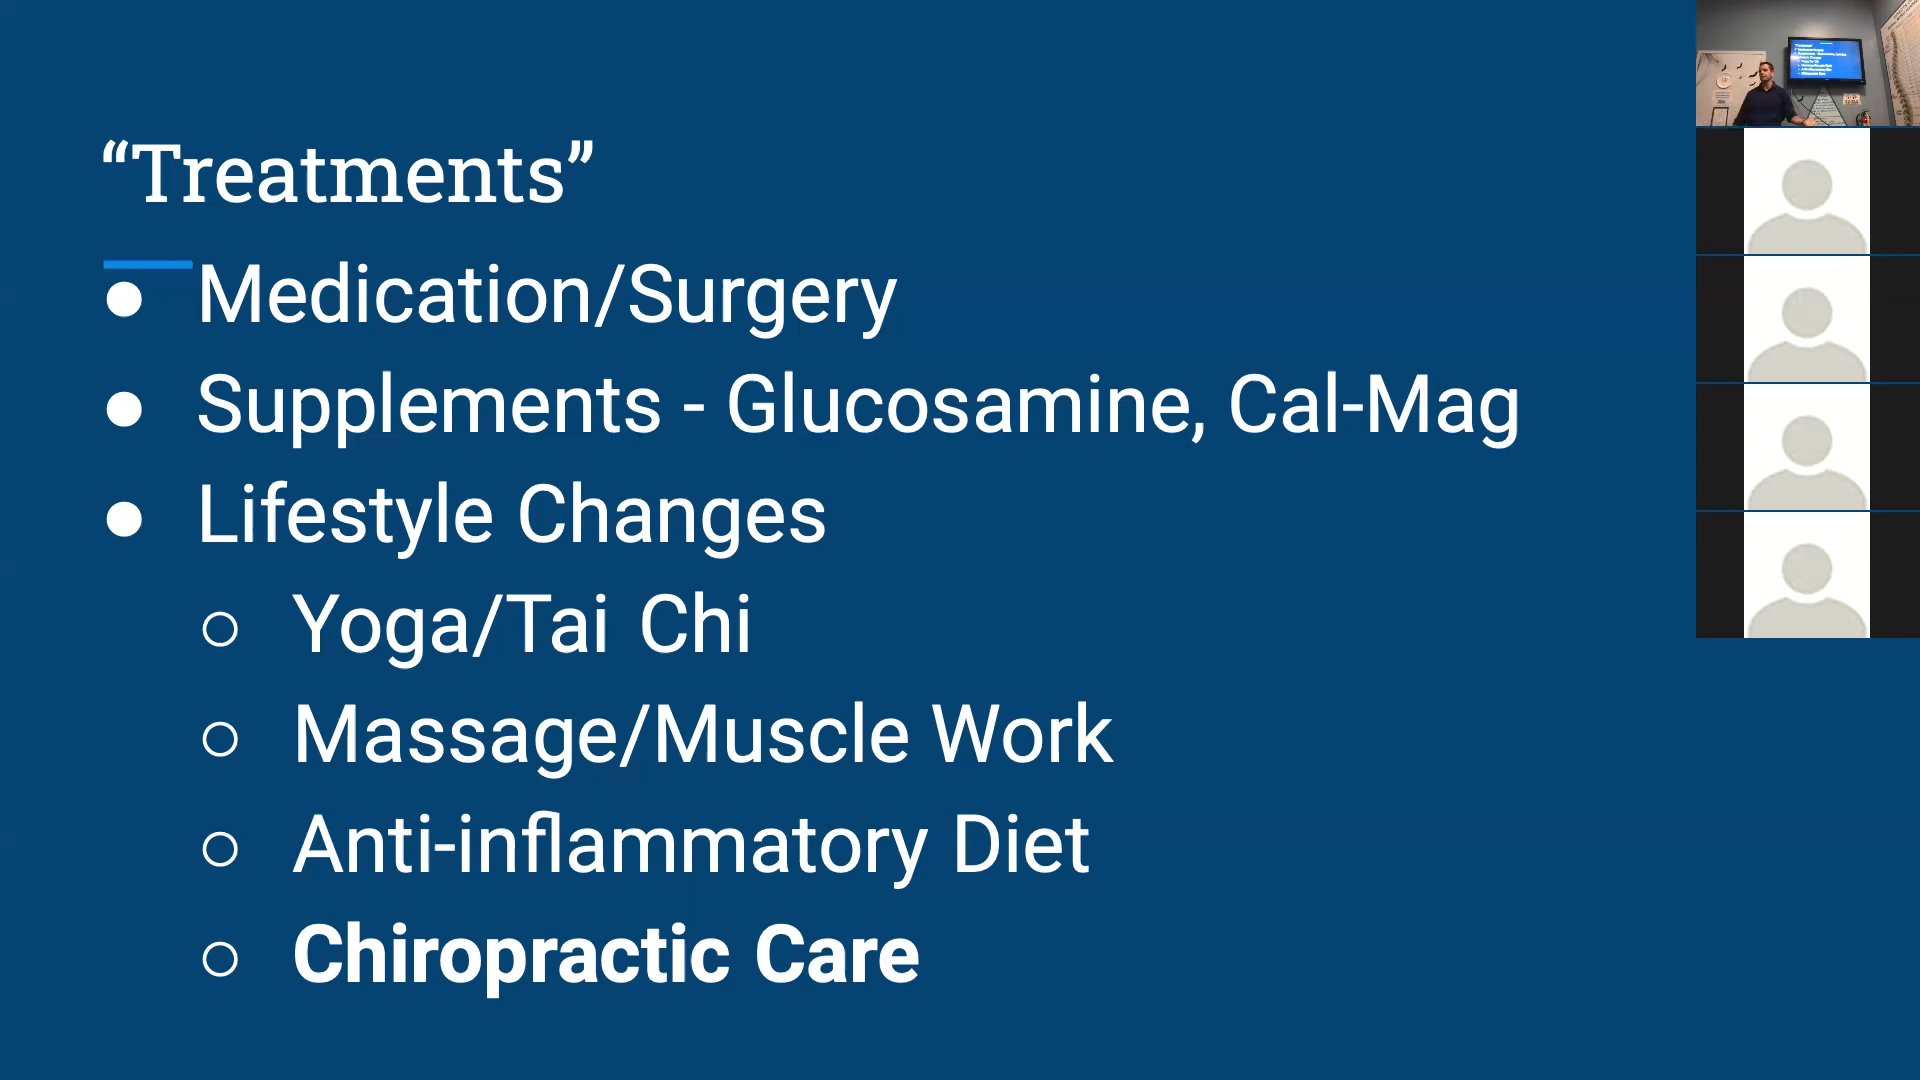 “Treatments”
● Medication/Surgery
● Supplements - Glucosamine, Cal-Mag
● Lifestyle Changes
○ Yoga/Tai Chi
○ Massage/Muscle Work
○ Anti-inflammatory Diet
○ Chiropractic Care